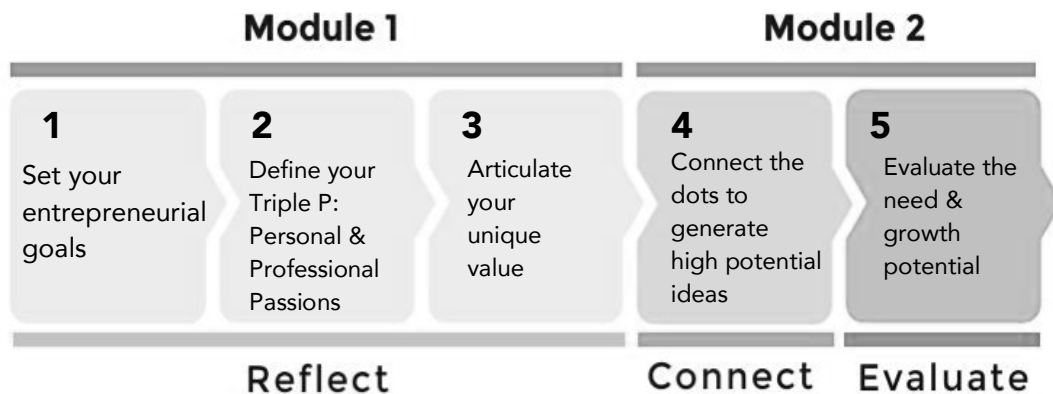 Module 1
Module 2
1
Set your
entrepreneurial
goals
2
Define your
Triple P:
Personal &
Professional
Passions
3
Articulate
your
unique
value
4
Connect the
dots to
generate
high potential
ideas
5
Evaluate the
need &
growth
potential
Reflect
Connect
Evaluate